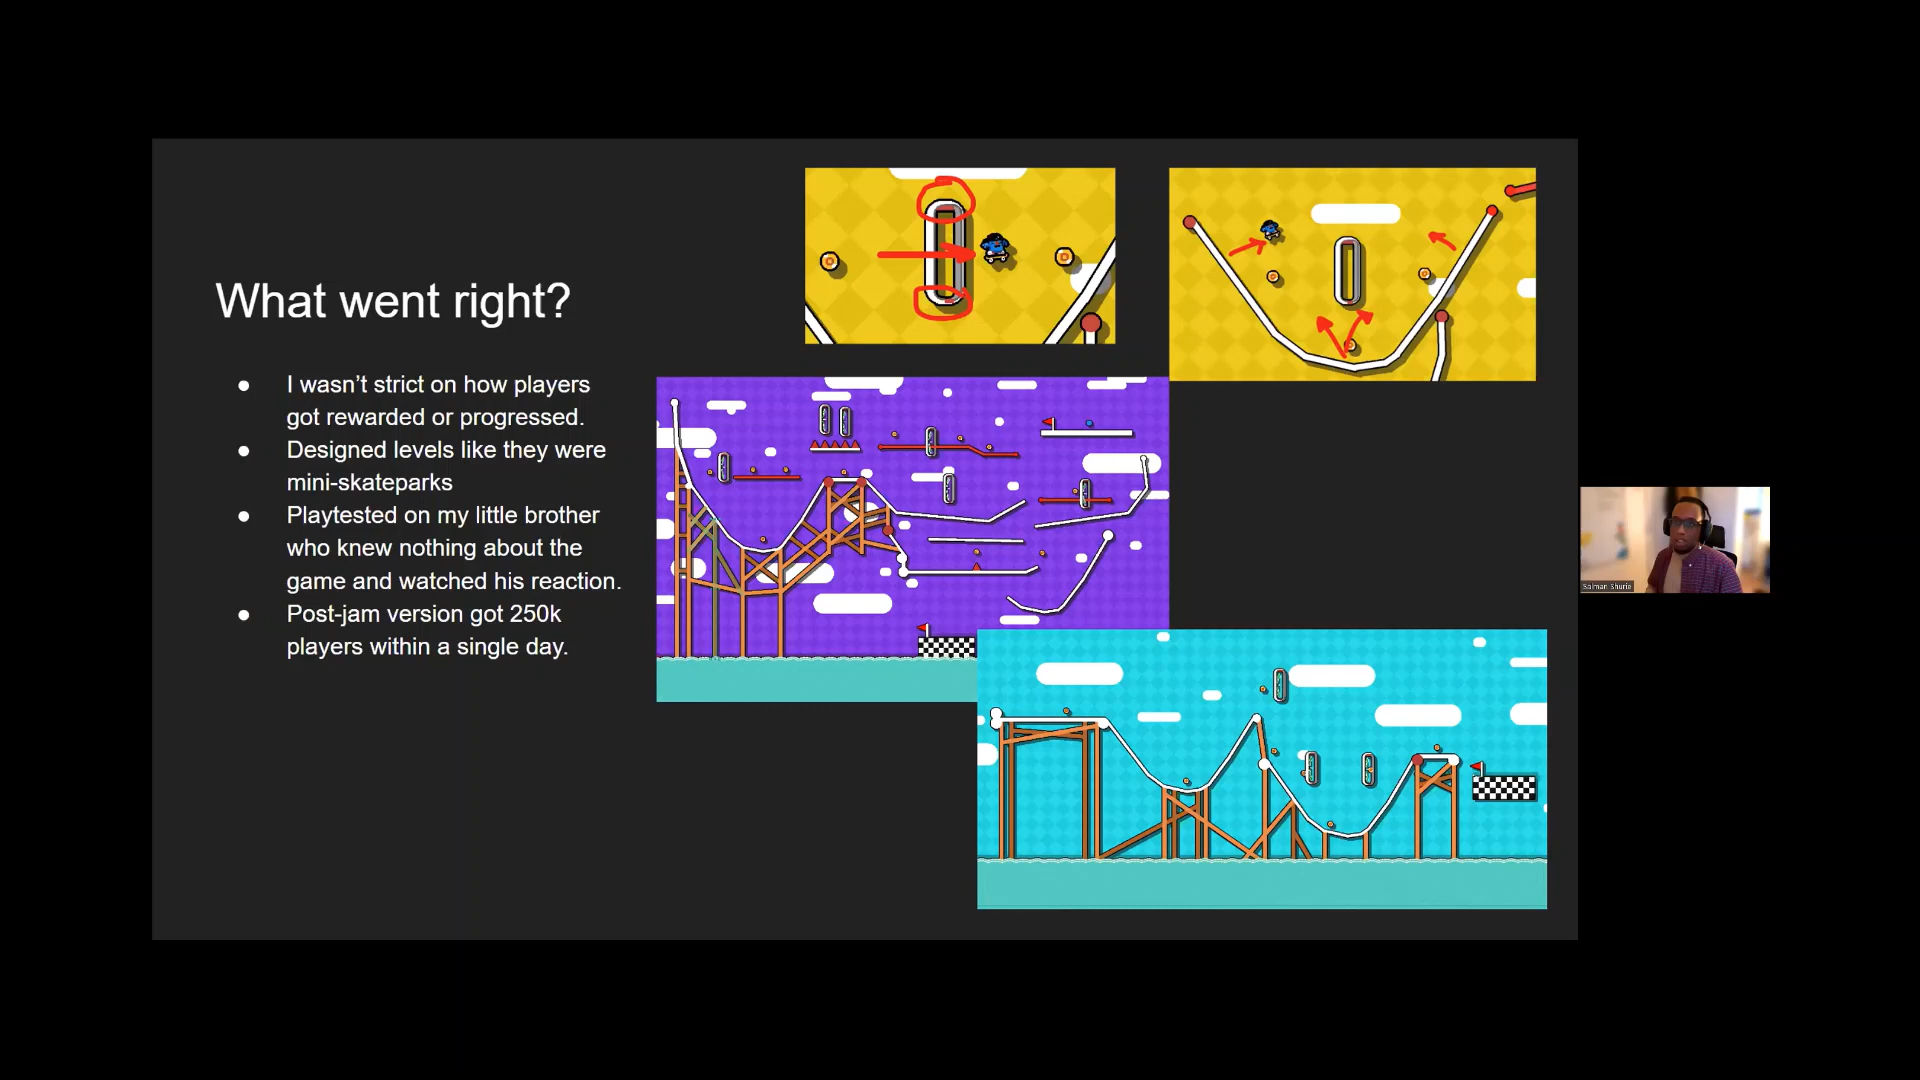 What went right?
● I wasn’t strict on how players
got rewarded or progressed.
● Designed levels like they were
mini-skateparks
● Playtested on my little brother
who knew nothing about the
game and watched his reaction.
● Post-jam version got 250k
players within a single day.
Salman Shurie